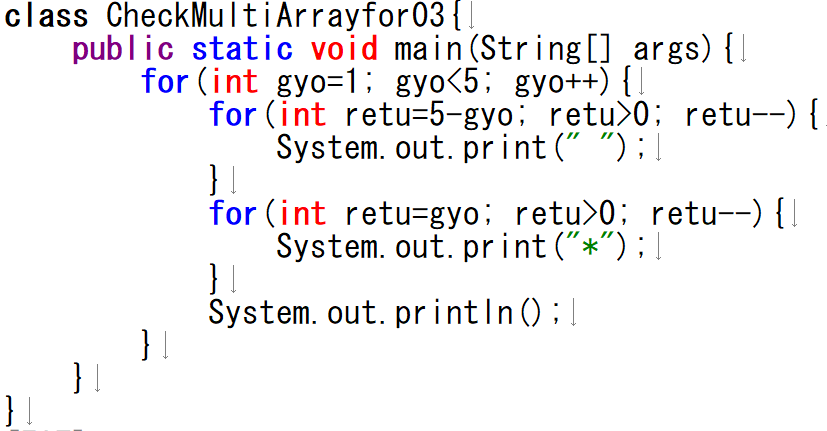 class CheckMultiArrayfor03{↓
    public static void main(String[] args){↓
        for(int gyo=1; gyo<5; gyo++){↓
            for(int retu=5-gyo; retu>0; retu--){
                System.out.print(" ");↓
            }↓
            for(int retu=gyo; retu>0; retu--){↓
                System.out.print("*");↓
            }↓
            System.out.println();↓
        }↓
    }↓
}↓